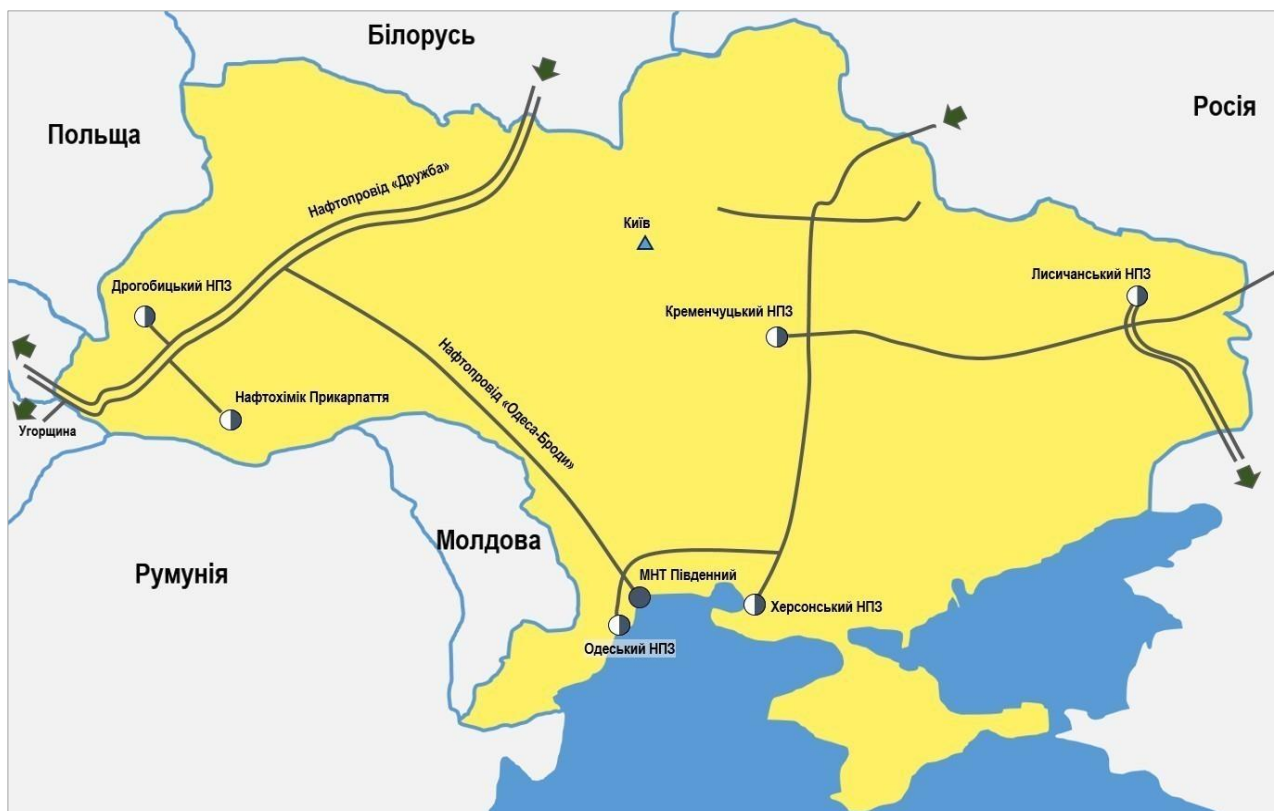 Білорусь
Росія
Польща
Нафтопровід «Дружба»
Київ
Дрогобицький НПЗ
Лисичанський НПЗ
Кременчуцький НПЗ
Нафтопровід «Одеса-Броди»
Нафтохімік Прикарпаття
Угорщина
Молдова
Румунія
МНТ Південний
Херсонський НПЗ
Одеський НПЗ